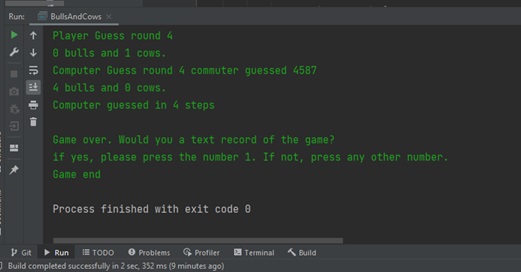 Run: BullsAndCows
Player Guess round 4
0 bulls and 1 cows.
Computer Guess round 4 commuter guessed 4587
4 bulls and 0 cows.
Computer guessed in 4 steps
Game over. Would you a text record of the game?
if yes, please press the number 1. If not, press any other number.
Game end
Process finished with exit code 0
Git Run TODO Problems Profiler Terminal Build
Build completed successfully in 2 sec, 352 ms (9 minutes ago)